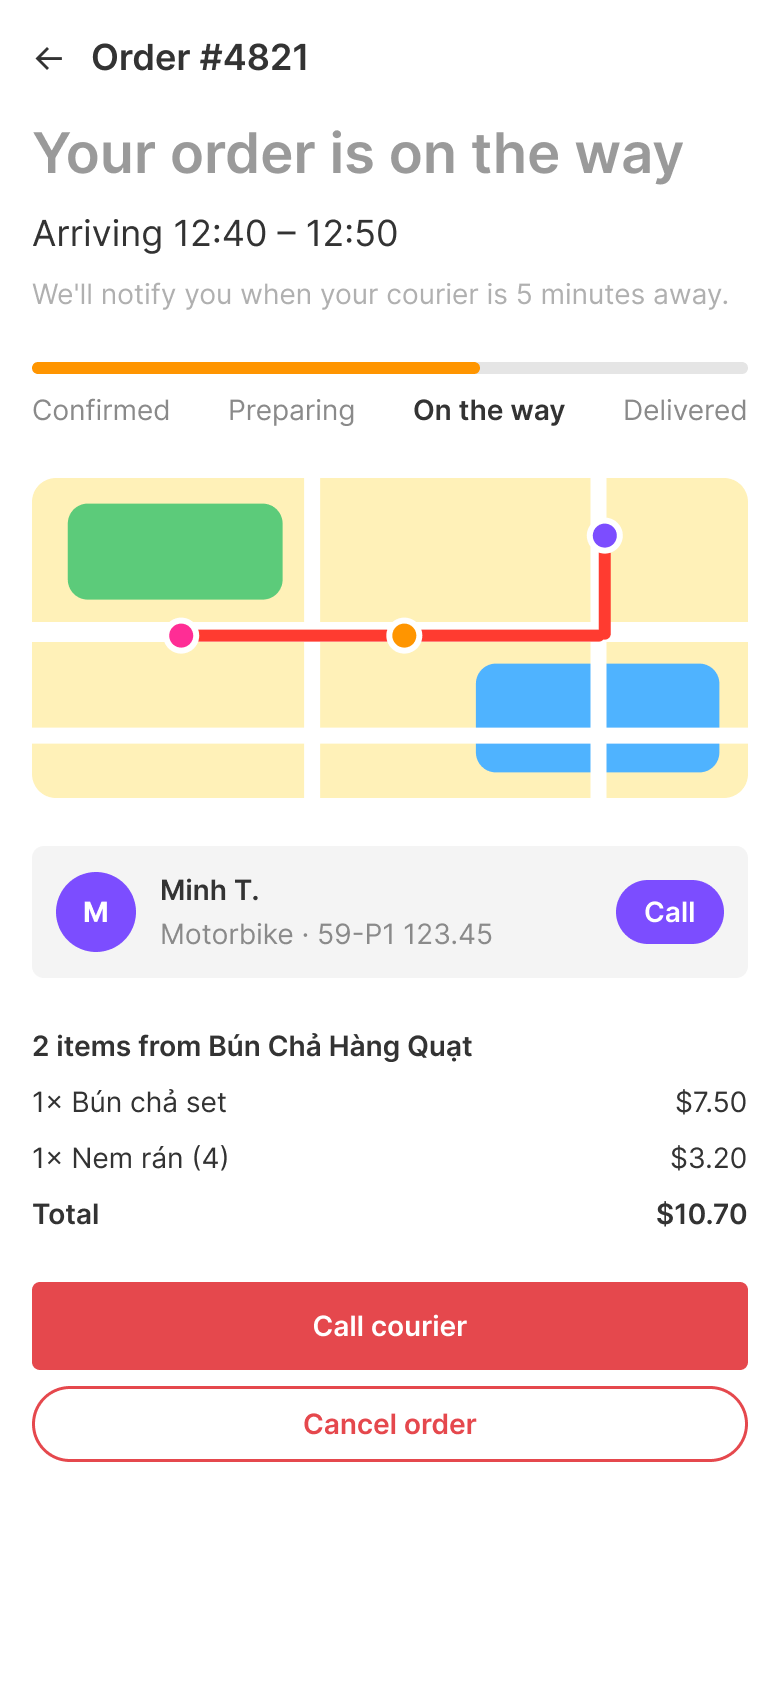 ← Order #4821
Your order is on the way
Arriving 12:40 – 12:50
We'll notify you when your courier is 5 minutes away.
Confirmed Preparing On the way Delivered
M
Minh T.
Motorbike · 59-P1 123.45
Call
2 items from Bún Chả Hàng Quạt
1× Bún chả set $7.50
1× Nem rán (4) $3.20
Total $10.70
Call courier
Cancel order